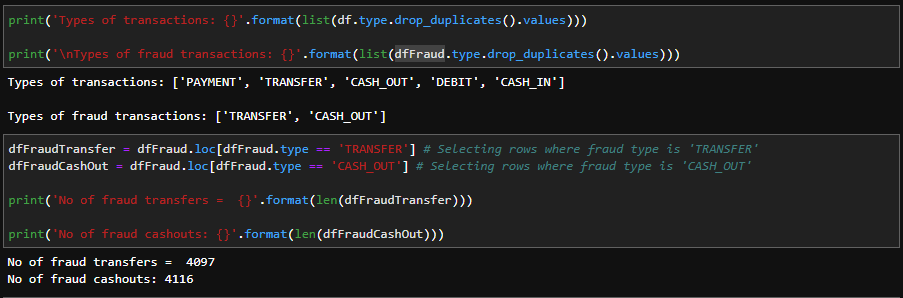 print('Types of transactions: {}'.format(list(df.type.drop_duplicates().values)))
print('\nTypes of fraud transactions: {}'.format(list(dfFraud.type.drop_duplicates().values)))
Types of transactions: ['PAYMENT', 'TRANSFER', 'CASH_OUT', 'DEBIT', 'CASH_IN']
Types of fraud transactions: ['TRANSFER', 'CASH_OUT']
dfFraudTransfer = dfFraud.loc[dfFraud.type == 'TRANSFER'] # Selecting rows where fraud type is 'TRANSFER'
dfFraudCashOut = dfFraud.loc[dfFraud.type == 'CASH_OUT'] # Selecting rows where fraud type is 'CASH_OUT'
print('No of fraud transfers =  {}'.format(len(dfFraudTransfer)))
print('No of fraud cashouts: {}'.format(len(dfFraudCashOut)))
No of fraud transfers =  4097
No of fraud cashouts: 4116